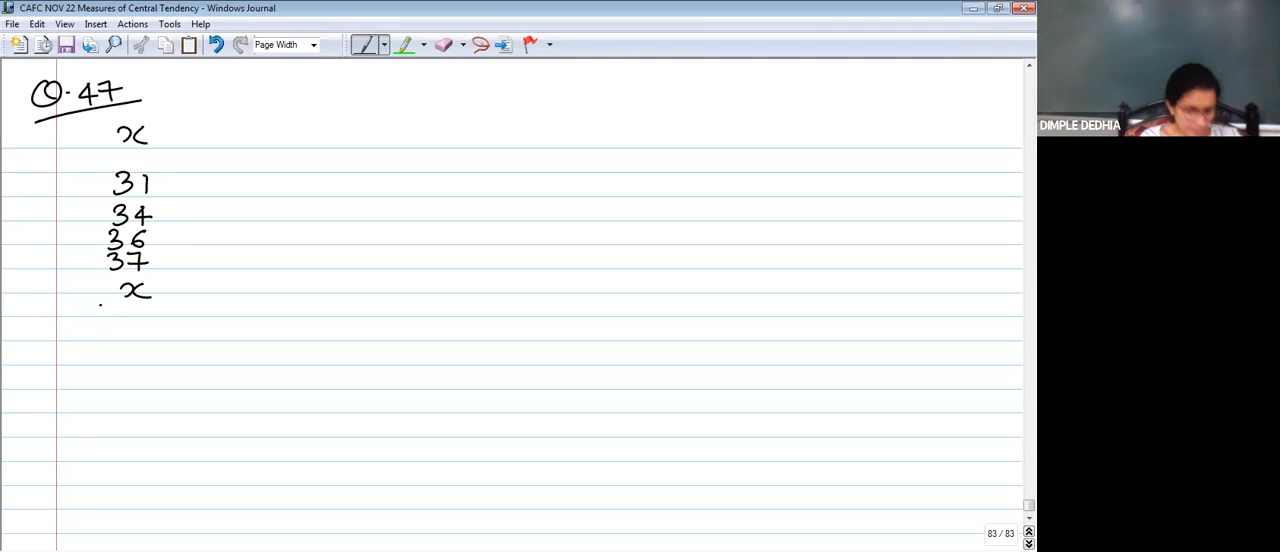 CAFC NOV 22 Measures of Central Tendency - Windows Journal
File Edit View Insert Actions Tools Help
Page Width
Q.47
x
31
34
36
37
x
83 / 83
DIMPLE DEDHIA